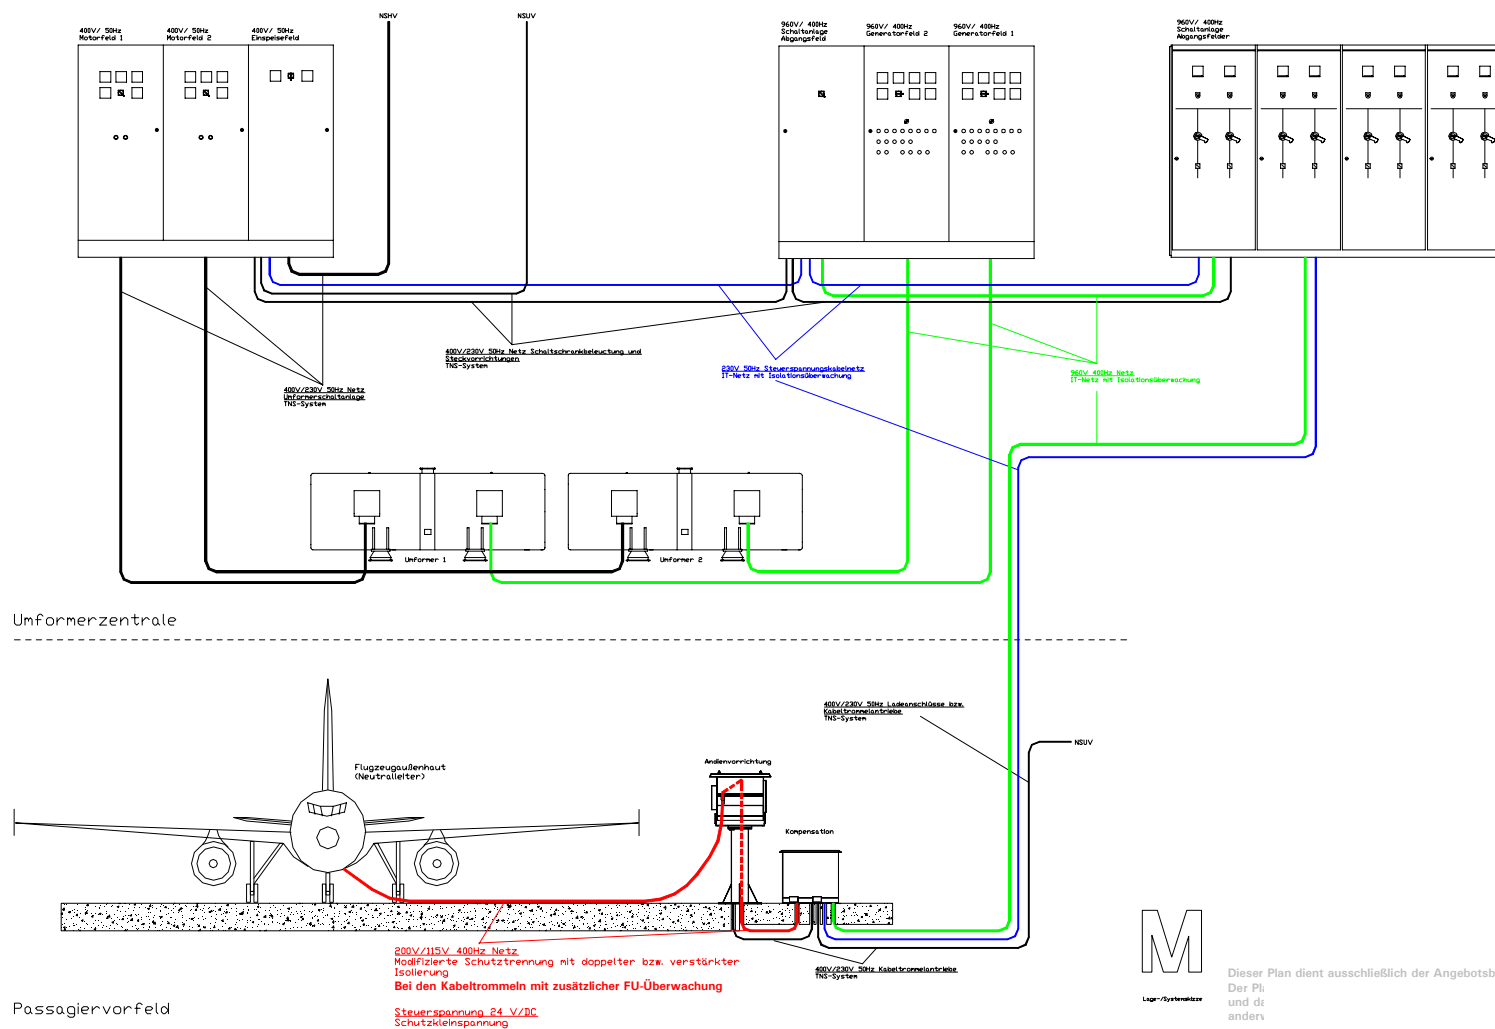 NSHV
NSUV
400V/ 50Hz
Motorfeld 1
400V/ 50Hz
Motorfeld 2
400V/ 50Hz
Einspeisefeld
960V/ 400Hz
Schaltanlage
Abgangsfeld
960V/ 400Hz
Generatorfeld 2
960V/ 400Hz
Generatorfeld 1
960V/ 400Hz
Schaltanlage
Abgangsfelder
400V/230V 50Hz Netz Schaltschrankbeleuctung und
Steckvorrichtungen
TNS-System
400V/230V 50Hz Netz
Umformerschaltanlage
TNS-System
230V 50Hz Steuerspannungskabelnetz
IT-Netz mit Isolationsüberwachung
960V 400Hz Netz
IT-Netz mit Isolationsüberwachung
Umformer 1
Umformer 2
Umformerzentrale
400V/230V 50Hz Ladeanschlüsse bzw.
Kabeltrommelantriebe
TNS-System
NSUV
Flugzeugaußenhaut
(Neutralleiter)
Andienvorrichtung
Kompensation
200V/115V 400Hz Netz
Modifizierte Schutztrennung mit doppelter bzw. verstärkter
Isolierung
Bei den Kabeltrommeln mit zusätzlicher FU-Überwachung
Steuerspannung 24 V/DC
Schutzkleinspannung
400V/230V 50Hz Kabeltrommelantriebe
TNS-System
Passagiervorfeld
M
Lage-/Systemskizze
Dieser Plan dient ausschließlich der Angebotsb
Der Pl
und da
anderv